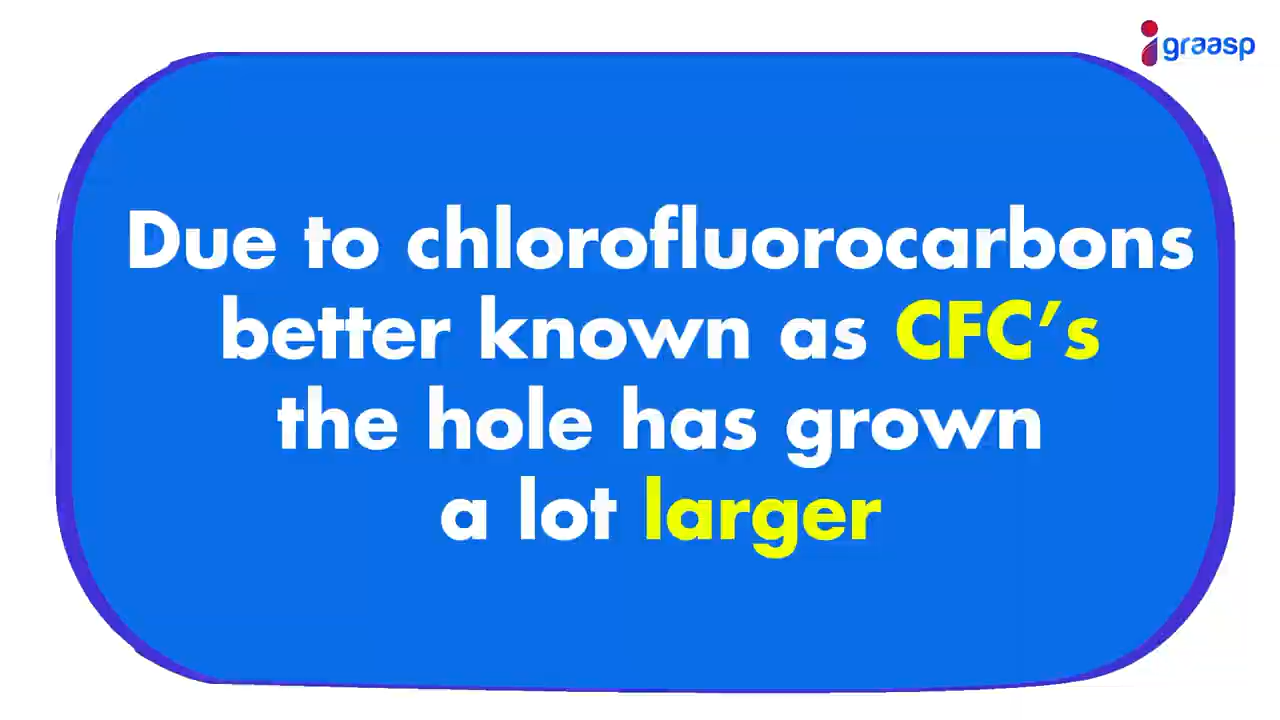 graasp
Due to chlorofluorocarbons
better known as CFC's
the hole has grown
a lot larger